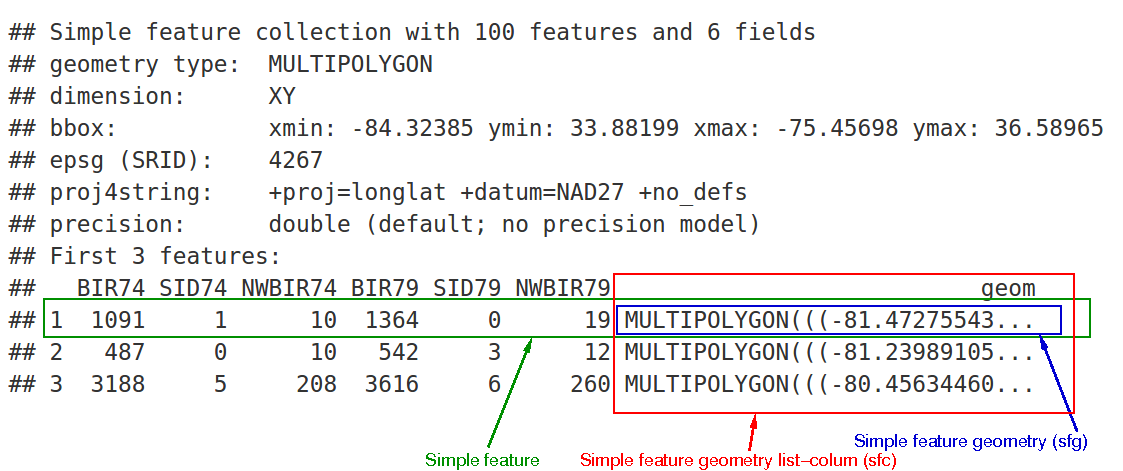 ## Simple feature collection with 100 features and 6 fields
## geometry type:  MULTIPOLYGON
## dimension:      XY
## bbox:           xmin: -84.32385 ymin: 33.88199 xmax: -75.45698 ymax: 36.58965
## epsg (SRID):    4267
## proj4string:    +proj=longlat +datum=NAD27 +no_defs
## precision:      double (default; no precision model)
## First 3 features:
##   BIR74 SID74 NWBIR74 BIR79 SID79 NWBIR79                           geom
## 1  1091     1      10  1364     0      19 MULTIPOLYGON(((-81.47275543...
## 2   487     0      10   542     3      12 MULTIPOLYGON(((-81.23989105...
## 3  3188     5     208  3616     6     260 MULTIPOLYGON(((-80.45634460...
Simple feature geometry (sfg)
Simple feature
Simple feature geometry list−colum (sfc)